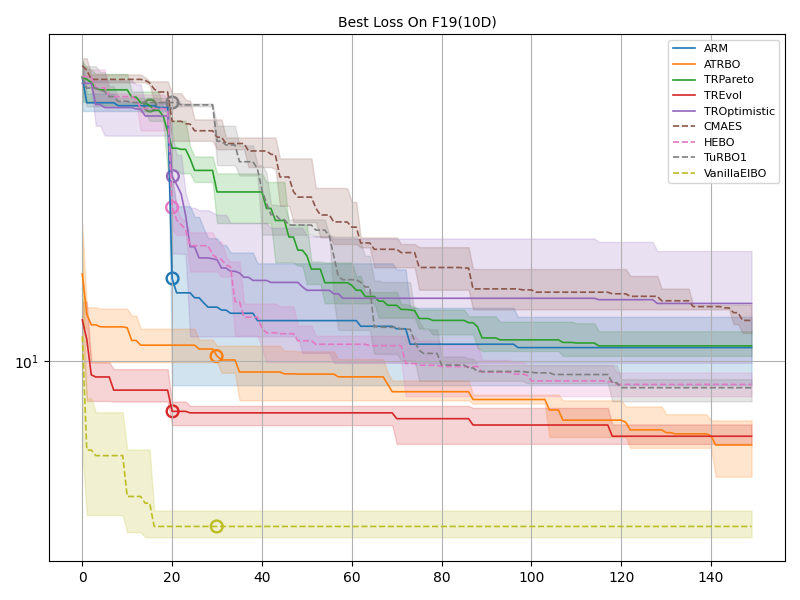 Best Loss On F19(10D)
ARM
ATRBO
TRPareto
TREvol
TROptimistic
CMAES
HEBO
TuRBO1
VanillaEIBO
10¹
0 20 40 60 80 100 120 140